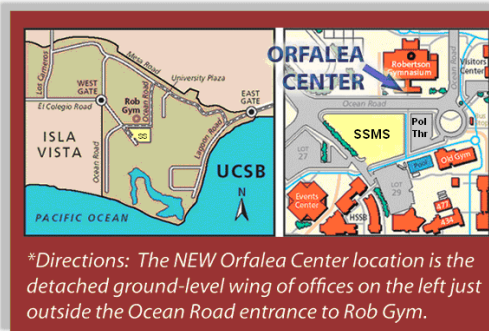 Los Carneros
Mesa Road
University Plaza
WEST
GATE
Ocean Road
Rob
Gym
EAST
GATE
El Colegio Road
SS
Lagoon Road
ISLA
VISTA
Ocean Road
UCSB
N
PACIFIC OCEAN
ORFALEA
CENTER
Robertson
Gymnasium
Visitors
Center
Ocean Road
Ocean Road
SSMS
Pol
Thr
LOT
27
Pool
Old Gym
LOT
29
Events
Center
HSSB
477
434
*Directions: The NEW Orfalea Center location is the
detached ground-level wing of offices on the left just
outside the Ocean Road entrance to Rob Gym.